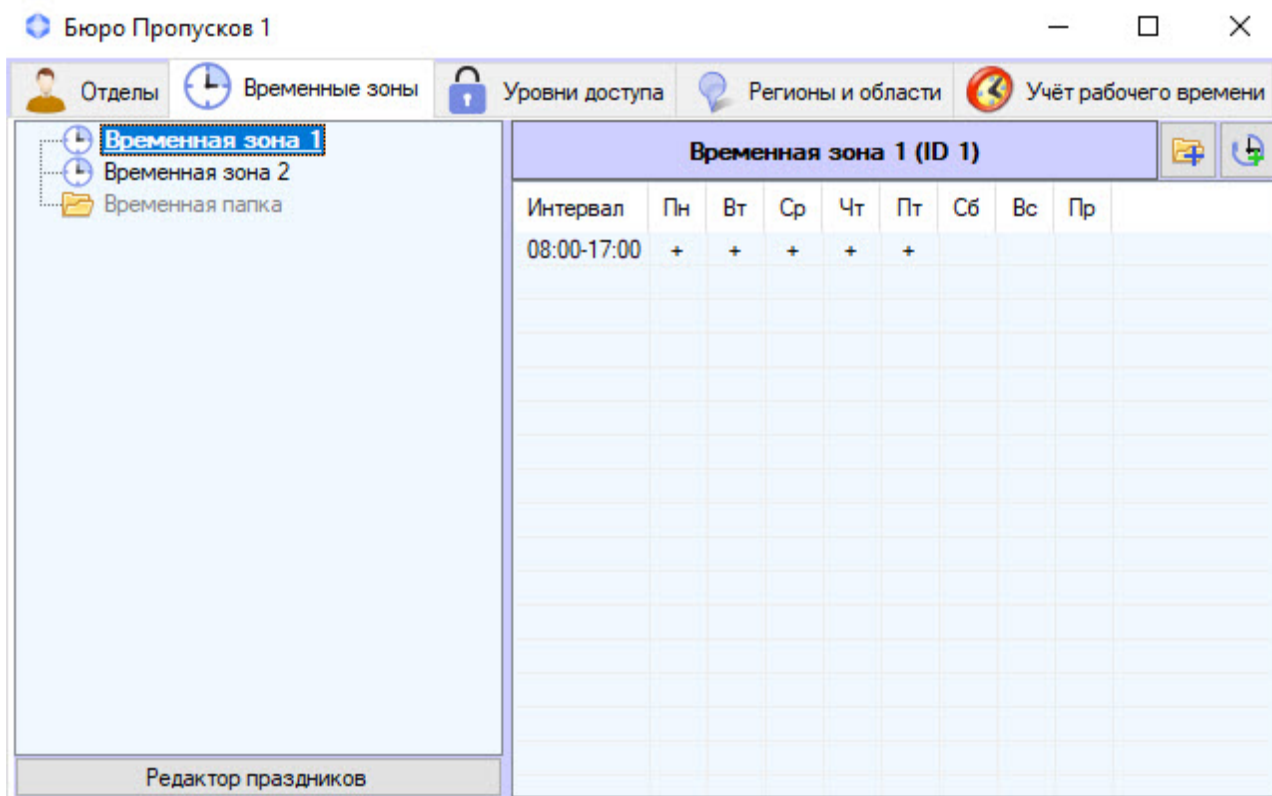 Бюро Пропусков 1
Отделы Временные зоны Уровни доступа Регионы и области Учёт рабочего времени
Временная зона 1
Временная зона 2
Временная папка
Временная зона 1 (ID 1)
Интервал Пн Вт Ср Чт Пт Сб Вс Пр
08:00-17:00 + + + + +
Редактор праздников